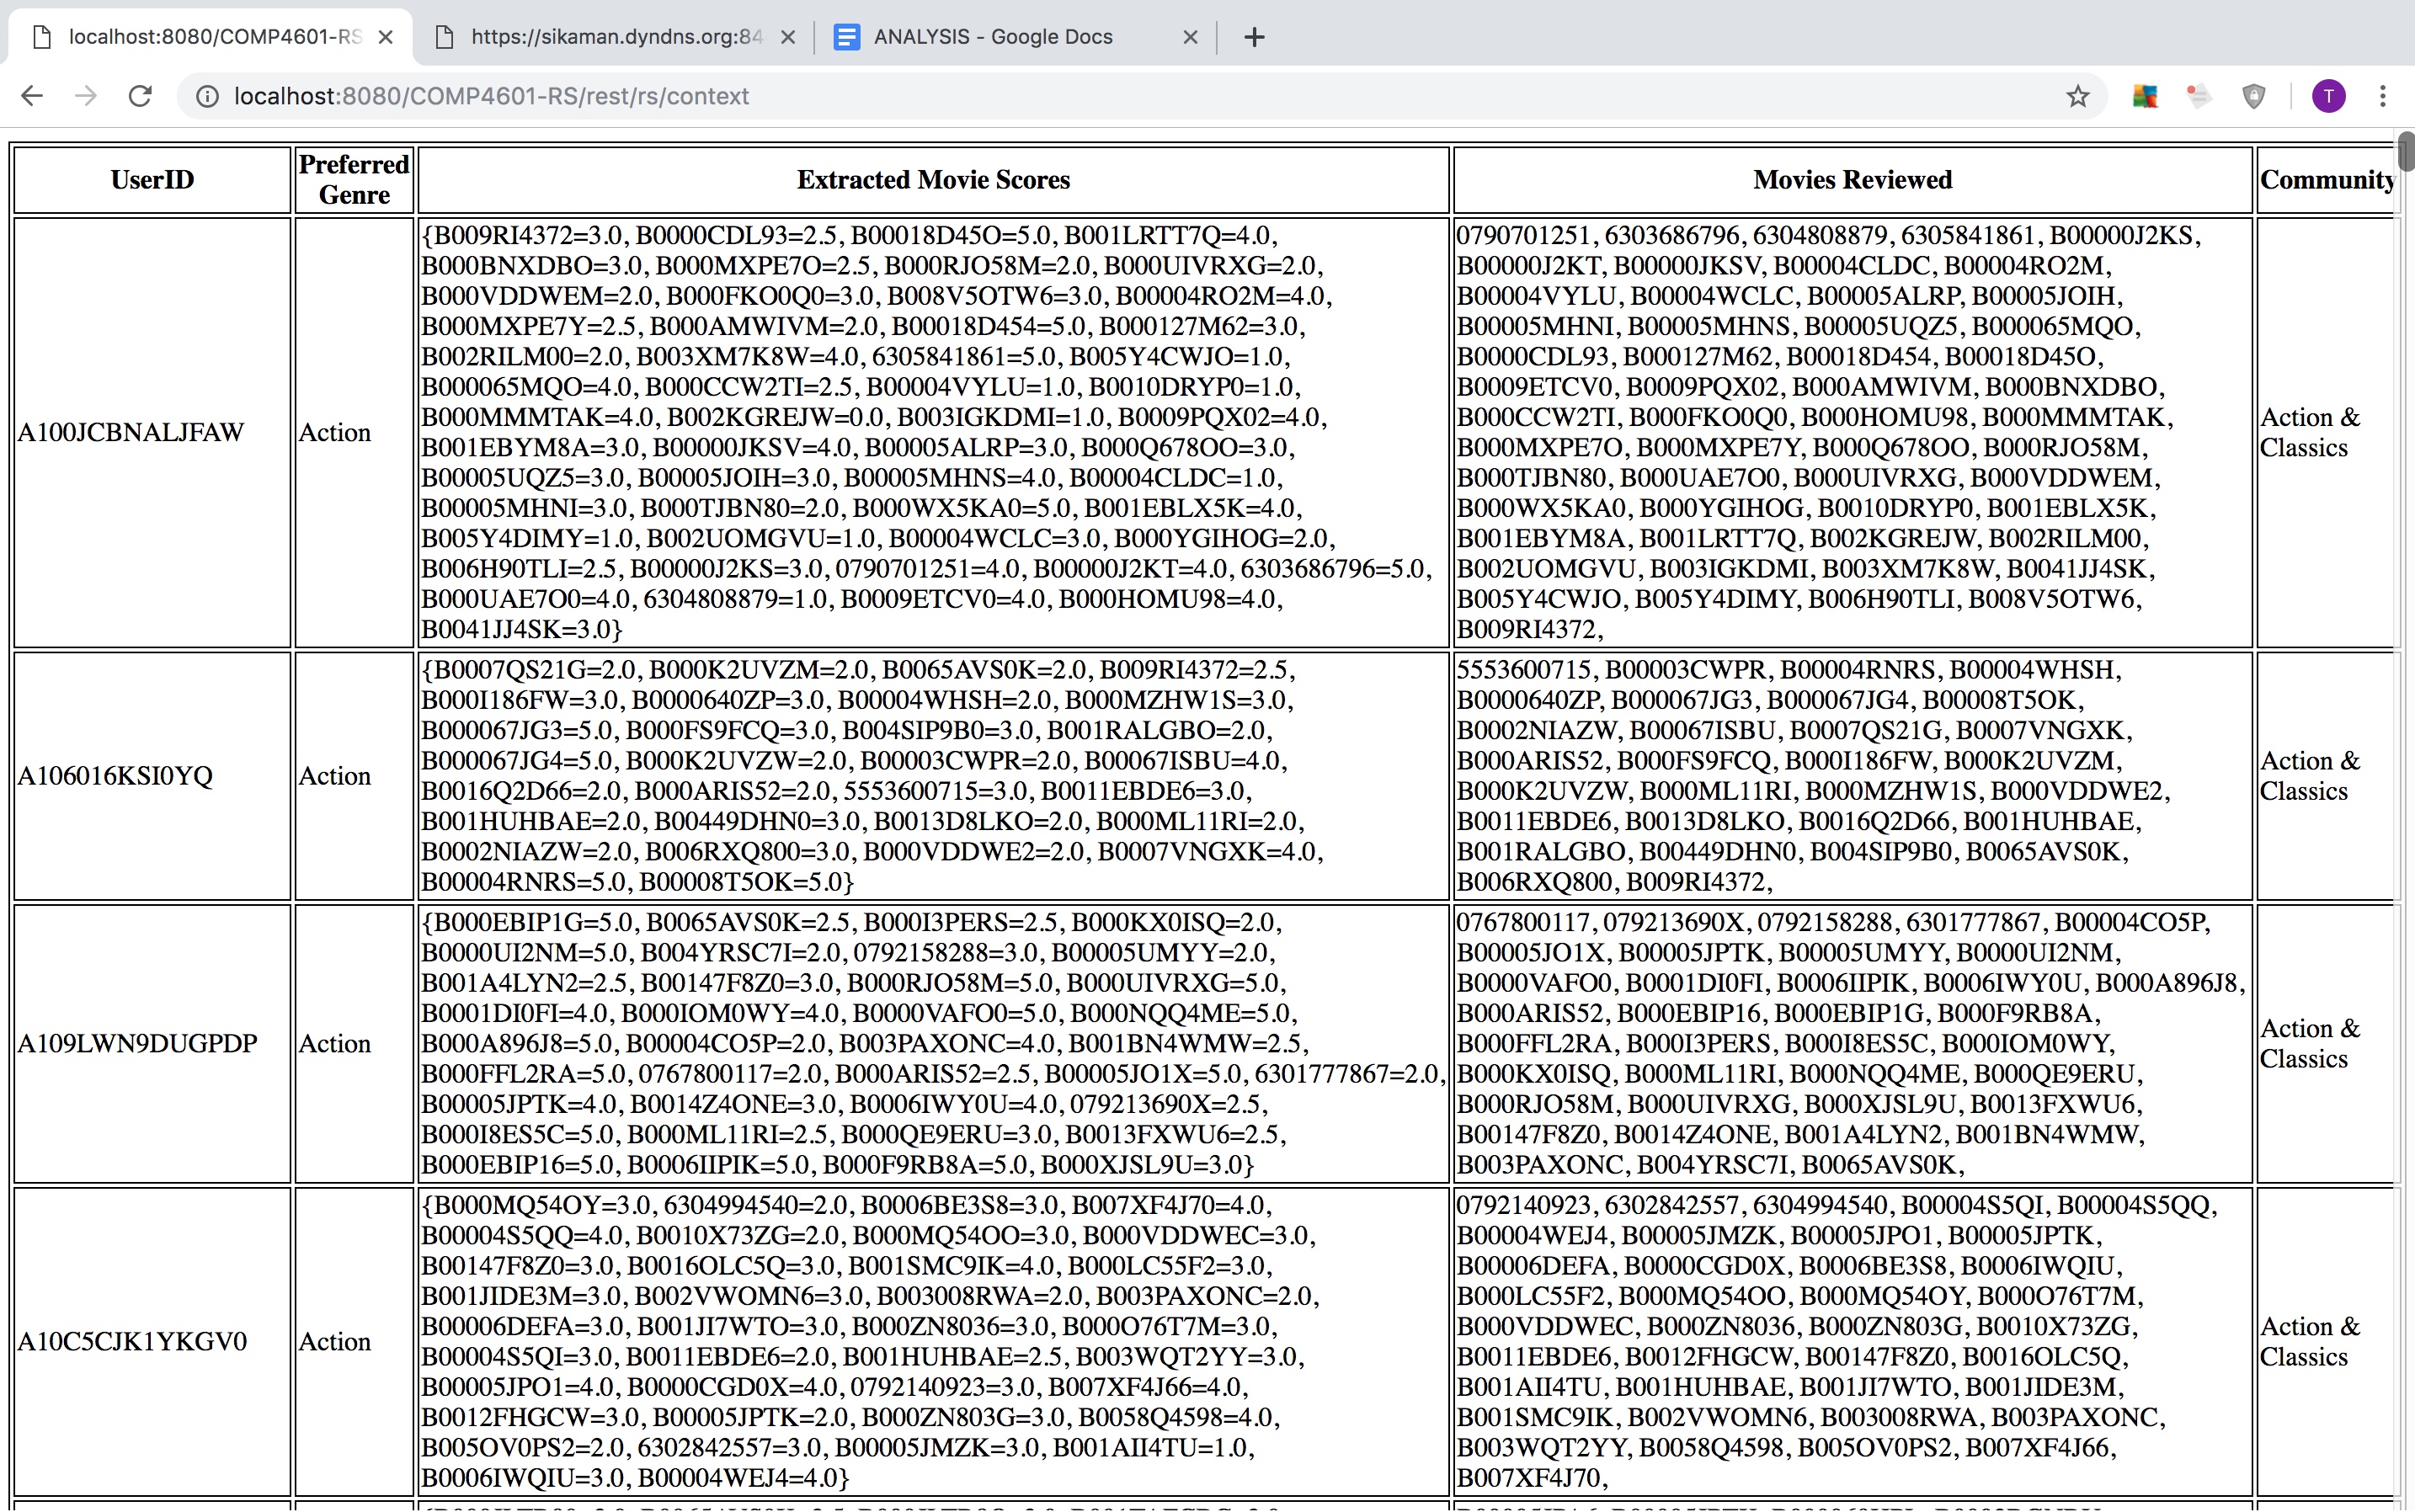 localhost:8080/COMP4601-RS
https://sikaman.dyndns.org:84
ANALYSIS - Google Docs
localhost:8080/COMP4601-RS/rest/rs/context
T
UserID
Preferred
Genre
Extracted Movie Scores
Movies Reviewed
Community
A100JCBNALJFAW
Action
{B009RI4372=3.0, B0000CDL93=2.5, B00018D45O=5.0, B001LRTT7Q=4.0,
B000BNXDBO=3.0, B000MXPE7O=2.5, B000RJO58M=2.0, B000UIVRXG=2.0,
B000VDDWEM=2.0, B000FKO0Q0=3.0, B008V5OTW6=3.0, B00004RO2M=4.0,
B000MXPE7Y=2.5, B000AMWIVM=2.0, B00018D454=5.0, B000127M62=3.0,
B002RILM00=2.0, B003XM7K8W=4.0, 6305841861=5.0, B005Y4CWJO=1.0,
B000065MQO=4.0, B000CCW2TI=2.5, B00004VYLU=1.0, B0010DRYP0=1.0,
B000MMMTAK=4.0, B002KGREJW=0.0, B003IGKDMI=1.0, B0009PQX02=4.0,
B001EBYM8A=3.0, B00000JKSV=4.0, B00005ALRP=3.0, B000Q678OO=3.0,
B00005UQZ5=3.0, B00005JOIH=3.0, B00005MHNS=4.0, B00004CLDC=1.0,
B00005MHNI=3.0, B000TJBN80=2.0, B000WX5KA0=5.0, B001EBLX5K=4.0,
B005Y4DIMY=1.0, B002UOMGVU=1.0, B00004WCLC=3.0, B000YGIHOG=2.0,
B006H90TLI=2.5, B00000J2KS=3.0, 0790701251=4.0, B00000J2KT=4.0, 6303686796=5.0,
B000UAE7O0=4.0, 6304808879=1.0, B0009ETCV0=4.0, B000HOMU98=4.0,
B0041JJ4SK=3.0}
0790701251, 6303686796, 6304808879, 6305841861, B00000J2KS,
B00000J2KT, B00000JKSV, B00004CLDC, B00004RO2M,
B00004VYLU, B00004WCLC, B00005ALRP, B00005JOIH,
B00005MHNI, B00005MHNS, B00005UQZ5, B000065MQO,
B0000CDL93, B000127M62, B00018D454, B00018D45O,
B0009ETCV0, B0009PQX02, B000AMWIVM, B000BNXDBO,
B000CCW2TI, B000FKO0Q0, B000HOMU98, B000MMMTAK,
B000MXPE7O, B000MXPE7Y, B000Q678OO, B000RJO58M,
B000TJBN80, B000UAE7O0, B000UIVRXG, B000VDDWEM,
B000WX5KA0, B000YGIHOG, B0010DRYP0, B001EBLX5K,
B001EBYM8A, B001LRTT7Q, B002KGREJW, B002RILM00,
B002UOMGVU, B003IGKDMI, B003XM7K8W, B0041JJ4SK,
B005Y4CWJO, B005Y4DIMY, B006H90TLI, B008V5OTW6,
B009RI4372,
Action &
Classics
A106016KSI0YQ
Action
{B0007QS21G=2.0, B000K2UVZM=2.0, B0065AVS0K=2.0, B009RI4372=2.5,
B000I186FW=3.0, B0000640ZP=3.0, B00004WHSH=2.0, B000MZHW1S=3.0,
B000067JG3=5.0, B000FS9FCQ=3.0, B004SIP9B0=3.0, B001RALGBO=2.0,
B000067JG4=5.0, B000K2UVZW=2.0, B00003CWPR=2.0, B00067ISBU=4.0,
B0016Q2D66=2.0, B000ARIS52=2.0, 5553600715=3.0, B0011EBDE6=3.0,
B001HUHBAE=2.0, B00449DHN0=3.0, B0013D8LKO=2.0, B000ML11RI=2.0,
B0002NIAZW=2.0, B006RXQ800=3.0, B000VDDWE2=2.0, B0007VNGXK=4.0,
B00004RNRS=5.0, B00008T5OK=5.0}
5553600715, B00003CWPR, B00004RNRS, B00004WHSH,
B0000640ZP, B000067JG3, B000067JG4, B00008T5OK,
B0002NIAZW, B00067ISBU, B0007QS21G, B0007VNGXK,
B000ARIS52, B000FS9FCQ, B000I186FW, B000K2UVZM,
B000K2UVZW, B000ML11RI, B000MZHW1S, B000VDDWE2,
B0011EBDE6, B0013D8LKO, B0016Q2D66, B001HUHBAE,
B001RALGBO, B00449DHN0, B004SIP9B0, B0065AVS0K,
B006RXQ800, B009RI4372,
Action &
Classics
A109LWN9DUGPDP
Action
{B000EBIP1G=5.0, B0065AVS0K=2.5, B000I3PERS=2.5, B000KX0ISQ=2.0,
B0000UI2NM=5.0, B004YRSC7I=2.0, 0792158288=3.0, B00005UMYY=2.0,
B001A4LYN2=2.5, B00147F8Z0=3.0, B000RJO58M=5.0, B000UIVRXG=5.0,
B0001DI0FI=4.0, B000IOM0WY=4.0, B0000VAFO0=5.0, B000NQQ4ME=5.0,
B000A896J8=5.0, B00004CO5P=2.0, B003PAXONC=4.0, B001BN4WMW=2.5,
B000FFL2RA=5.0, 0767800117=2.0, B000ARIS52=2.5, B00005JO1X=5.0, 6301777867=2.0,
B00005JPTK=4.0, B0014Z4ONE=3.0, B0006IWY0U=4.0, 079213690X=2.5,
B000I8ES5C=5.0, B000ML11RI=2.5, B000QE9ERU=3.0, B0013FXWU6=2.5,
B000EBIP16=5.0, B0006IIPIK=5.0, B000F9RB8A=5.0, B000XJSL9U=3.0}
0767800117, 079213690X, 0792158288, 6301777867, B00004CO5P,
B00005JO1X, B00005JPTK, B00005UMYY, B0000UI2NM,
B0000VAFO0, B0001DI0FI, B0006IIPIK, B0006IWY0U, B000A896J8,
B000ARIS52, B000EBIP16, B000EBIP1G, B000F9RB8A,
B000FFL2RA, B000I3PERS, B000I8ES5C, B000IOM0WY,
B000KX0ISQ, B000ML11RI, B000NQQ4ME, B000QE9ERU,
B000RJO58M, B000UIVRXG, B000XJSL9U, B0013FXWU6,
B00147F8Z0, B0014Z4ONE, B001A4LYN2, B001BN4WMW,
B003PAXONC, B004YRSC7I, B0065AVS0K,
Action &
Classics
A10C5CJK1YKGV0
Action
{B000MQ54OY=3.0, 6304994540=2.0, B0006BE3S8=3.0, B007XF4J70=4.0,
B00004S5QQ=4.0, B0010X73ZG=2.0, B000MQ54OO=3.0, B000VDDWEC=3.0,
B00147F8Z0=3.0, B0016OLC5Q=3.0, B001SMC9IK=4.0, B000LC55F2=3.0,
B001JIDE3M=3.0, B002VWOMN6=3.0, B003008RWA=2.0, B003PAXONC=2.0,
B00006DEFA=3.0, B001JI7WTO=3.0, B000ZN8036=3.0, B000O76T7M=3.0,
B00004S5QI=3.0, B0011EBDE6=2.0, B001HUHBAE=2.5, B003WQT2YY=3.0,
B00005JPO1=4.0, B0000CGD0X=4.0, 0792140923=3.0, B007XF4J66=4.0,
B0012FHGCW=3.0, B00005JPTK=2.0, B000ZN803G=3.0, B0058Q4598=4.0,
B005OV0PS2=2.0, 6302842557=3.0, B00005JMZK=3.0, B001AII4TU=1.0,
B0006IWQIU=3.0, B00004WEJ4=4.0}
0792140923, 6302842557, 6304994540, B00004S5QI, B00004S5QQ,
B00004WEJ4, B00005JMZK, B00005JPO1, B00005JPTK,
B00006DEFA, B0000CGD0X, B0006BE3S8, B0006IWQIU,
B000LC55F2, B000MQ54OO, B000MQ54OY, B000O76T7M,
B000VDDWEC, B000ZN8036, B000ZN803G, B0010X73ZG,
B0011EBDE6, B0012FHGCW, B00147F8Z0, B0016OLC5Q,
B001AII4TU, B001HUHBAE, B001JI7WTO, B001JIDE3M,
B001SMC9IK, B002VWOMN6, B003008RWA, B003PAXONC,
B003WQT2YY, B0058Q4598, B005OV0PS2, B007XF4J66,
B007XF4J70,
Action &
Classics